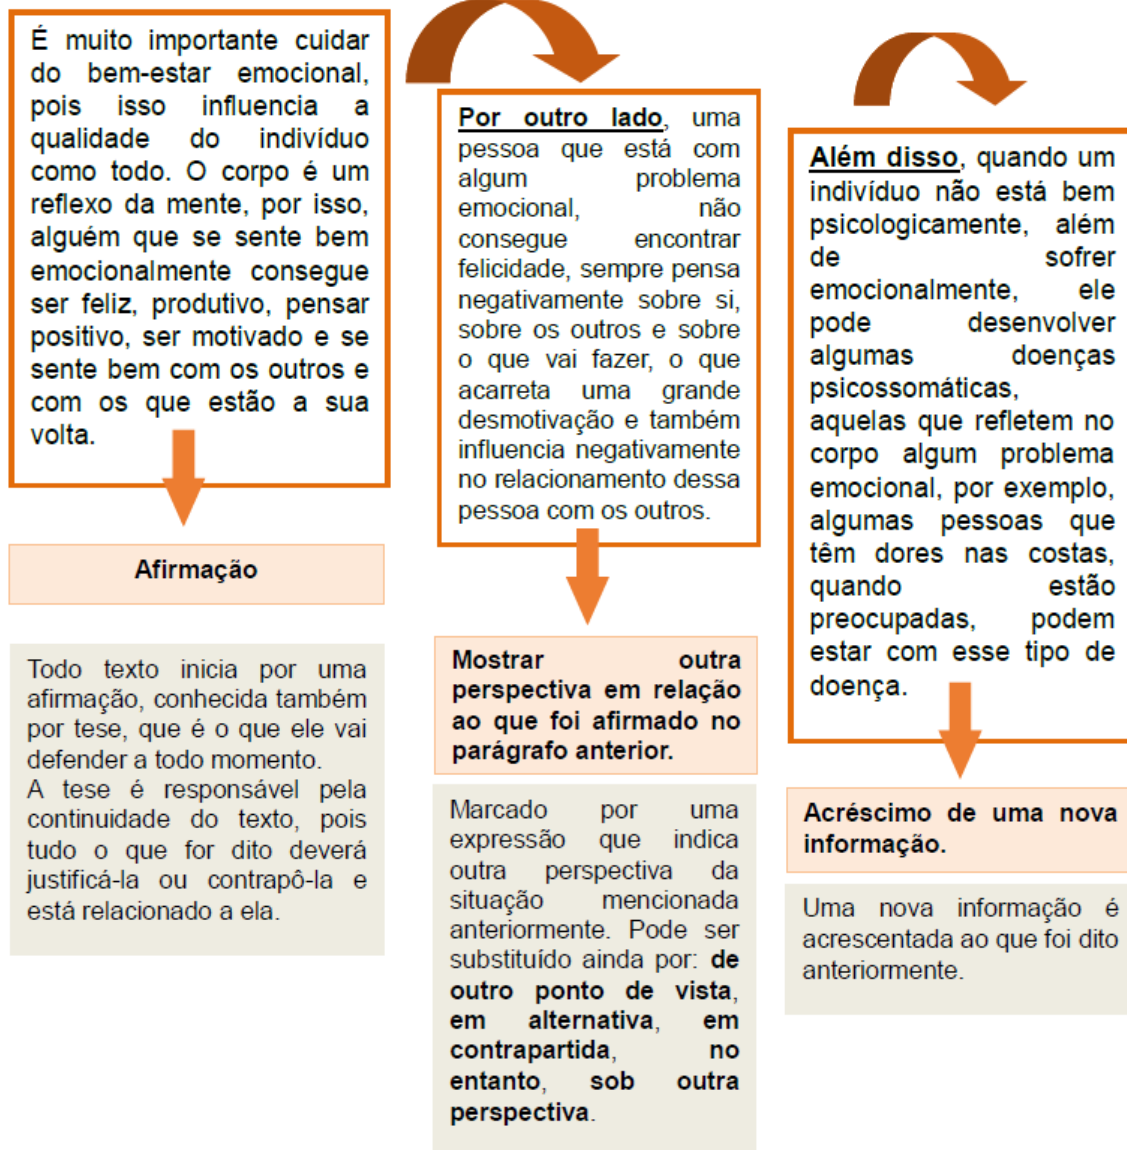 É muito importante cuidar
do bem-estar emocional,
pois isso influencia a
qualidade do indivíduo
como todo. O corpo é um
reflexo da mente, por isso,
alguém que se sente bem
emocionalmente consegue
ser feliz, produtivo, pensar
positivo, ser motivado e se
sente bem com os outros e
com os que estão a sua
volta.
Afirmação
Todo texto inicia por uma
afirmação, conhecida também
por tese, que é o que ele vai
defender a todo momento.
A tese é responsável pela
continuidade do texto, pois
tudo o que for dito deverá
justificá-la ou contrapô-la e
está relacionado a ela.
Por outro lado, uma
pessoa que está com
algum problema
emocional, não
consegue encontrar
felicidade, sempre pensa
negativamente sobre si,
sobre os outros e sobre
o que vai fazer, o que
acarreta uma grande
desmotivação e também
influencia negativamente
no relacionamento dessa
pessoa com os outros.
Mostrar outra
perspectiva em relação
ao que foi afirmado no
parágrafo anterior.
Marcado por uma
expressão que indica
outra perspectiva da
situação mencionada
anteriormente. Pode ser
substituído ainda por: de
outro ponto de vista,
em alternativa, em
contrapartida, no
entanto, sob outra
perspectiva.
Além disso, quando um
indivíduo não está bem
psicologicamente, além
de sofrer
emocionalmente, ele
pode desenvolver
algumas doenças
psicossomáticas,
aquelas que refletem no
corpo algum problema
emocional, por exemplo,
algumas pessoas que
têm dores nas costas,
quando estão
preocupadas, podem
estar com esse tipo de
doença.
Acréscimo de uma nova
informação.
Uma nova informação é
acrescentada ao que foi dito
anteriormente.